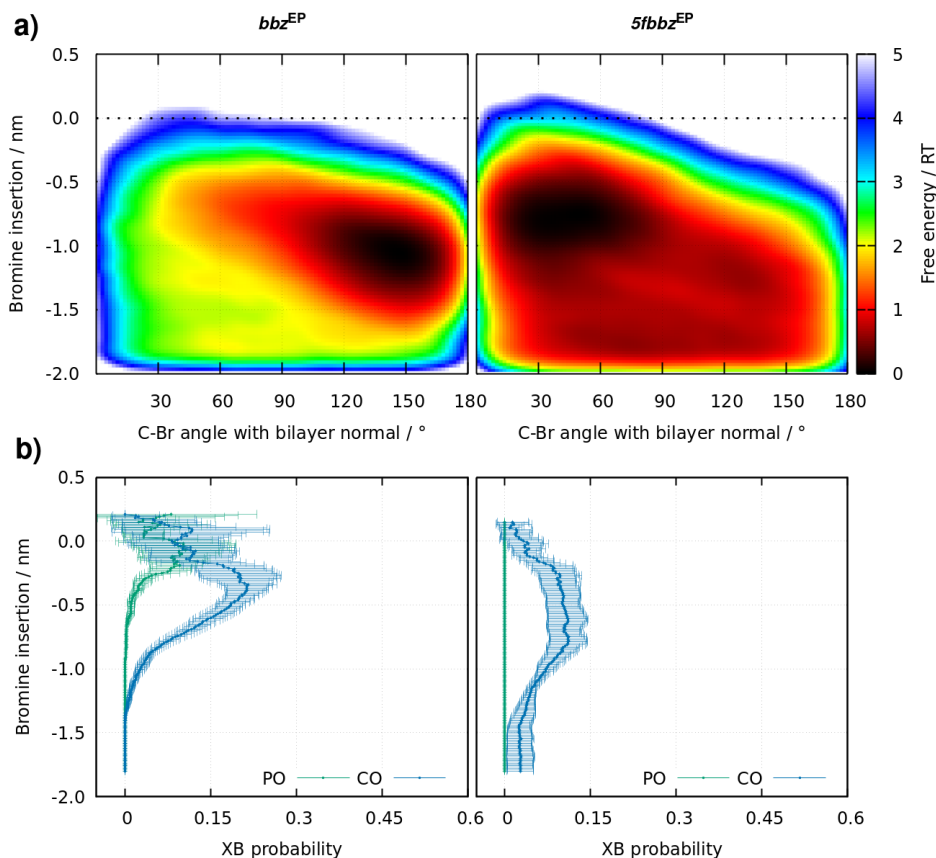 a)
bbz^EP 5fbbz^EP
0.5 5
0.0 4
-0.5 3
-1.0 2
-1.5 1
-2.0 0
Bromine insertion / nm
Free energy / RT
30 60 90 120 150 180 30 60 90 120 150 180
C-Br angle with bilayer normal / ° C-Br angle with bilayer normal / °
b)
0.5
0.0
-0.5
-1.0
-1.5
-2.0
Bromine insertion / nm
PO CO PO CO
0 0.15 0.3 0.45 0.6 0 0.15 0.3 0.45 0.6
XB probability XB probability